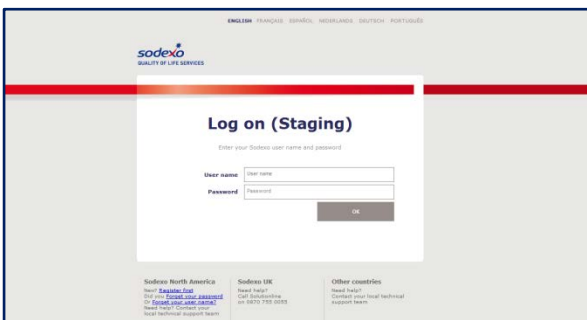 ENGLISH FRANÇAIS ESPAÑOL NEDERLANDS DEUTSCH PORTUGUÊS
sodexo
QUALITY OF LIFE SERVICES
Log on (Staging)
Enter your Sodexo user name and password
User name User name
Password Password
OK
Sodexo North America
New? Register first
Did you Forget your password
Or Forget your user name?
Need help? Contact your
local technical support team
Sodexo UK
Need help?
Call Solutionline
on 0870 755 0055
Other countries
Need help?
Contact your local technical
support team